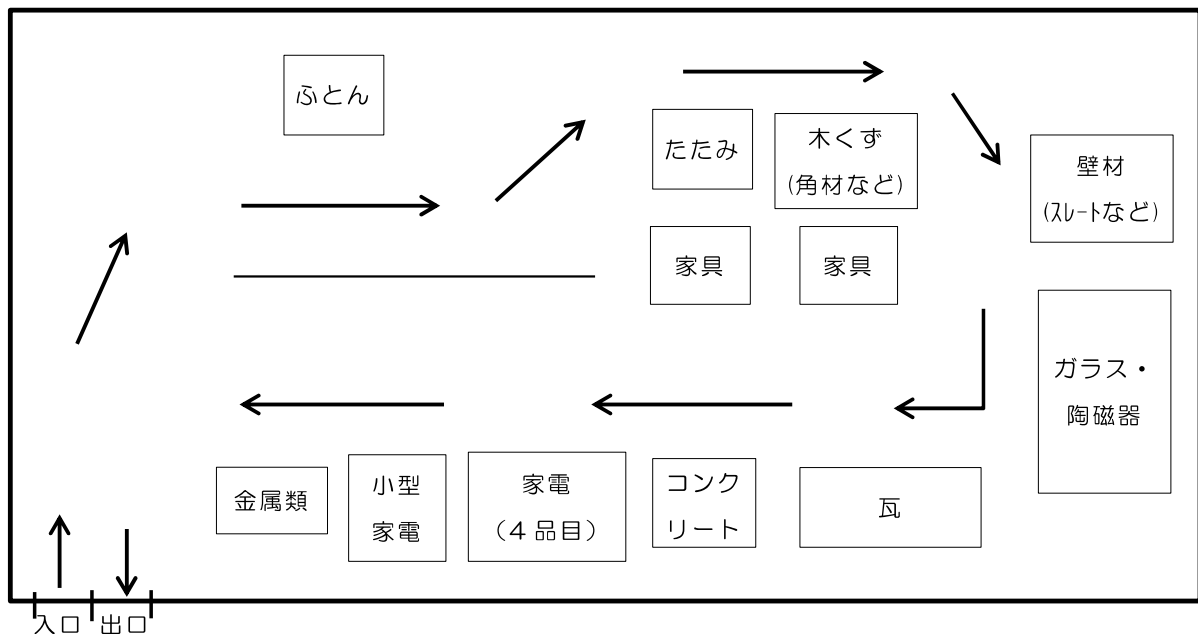 ふとん
たたみ
木くず
(角材など)
壁材
(スレートなど)
家具
家具
ガラス・
陶磁器
金属類
小型
家電
家電
(4品目)
コンク
リート
瓦
入口
出口